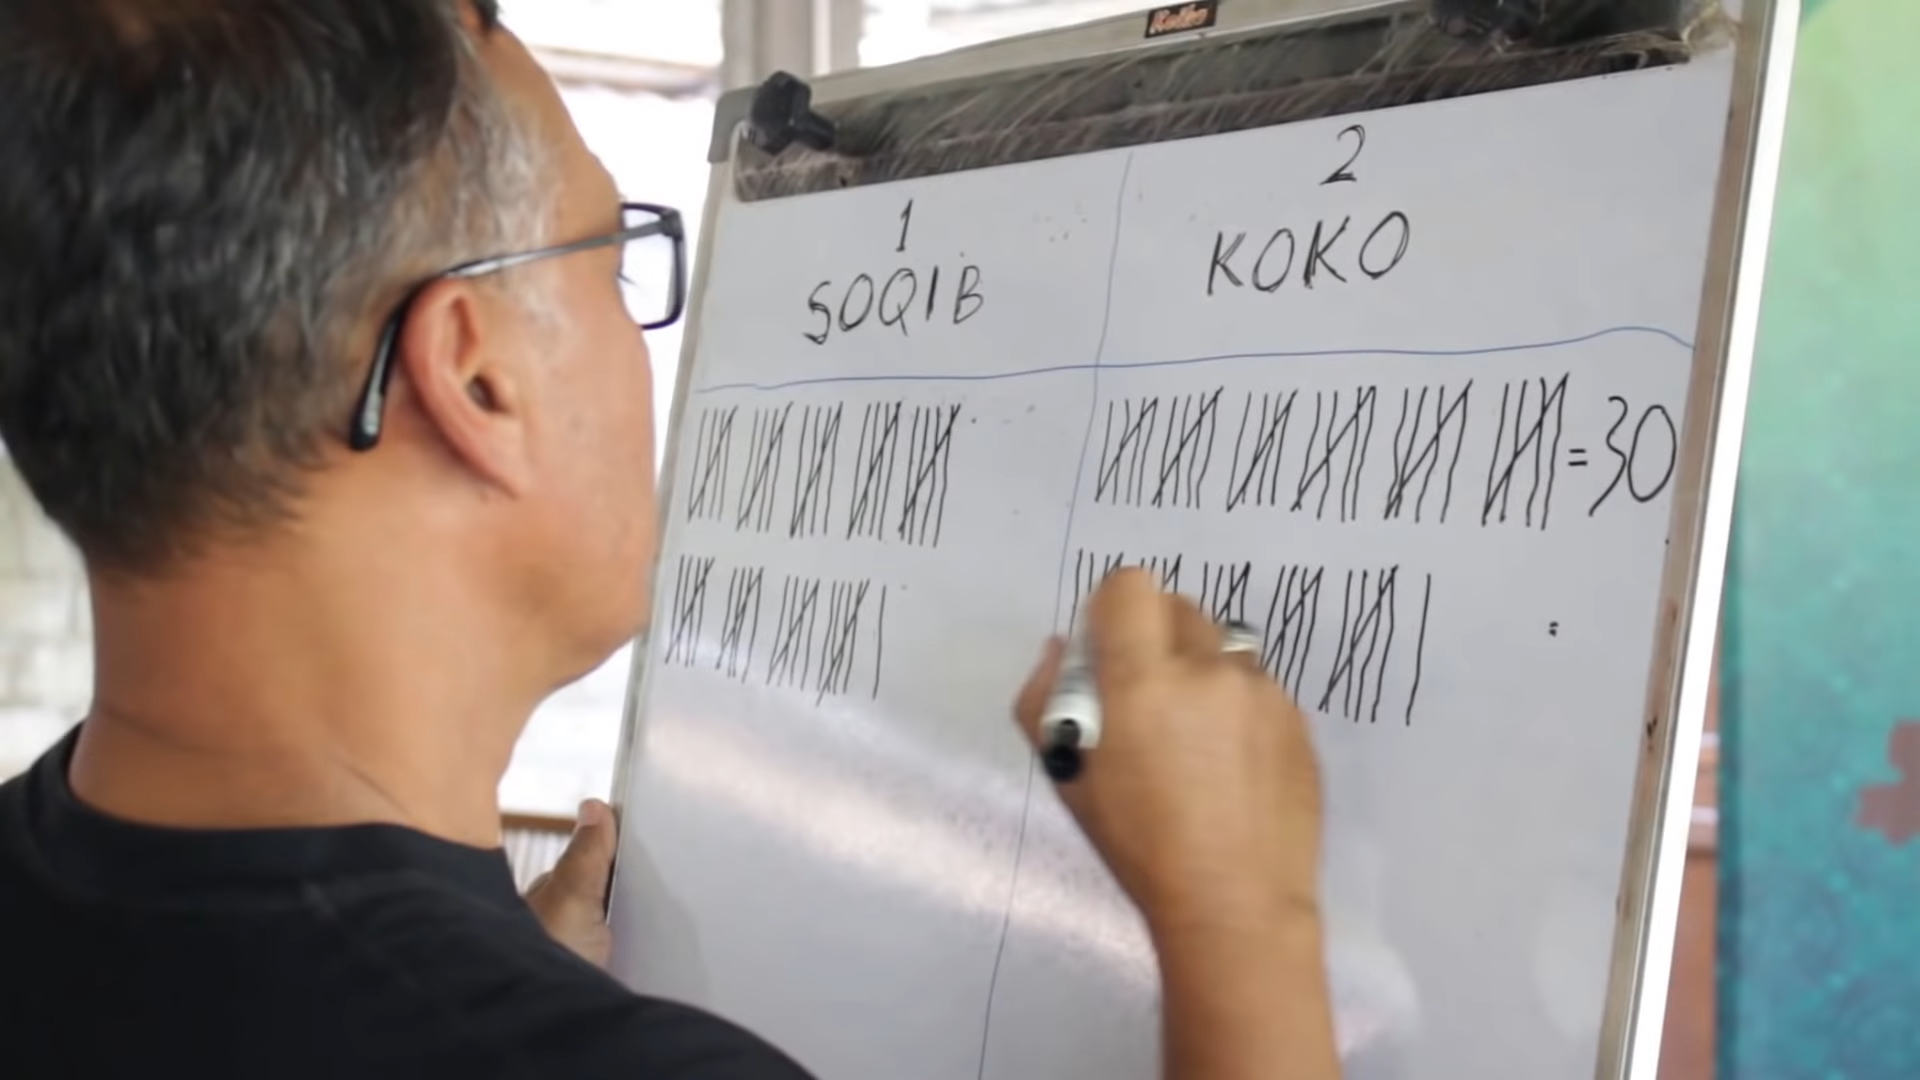 1
SOQIB
2
KOKO
= 30
=